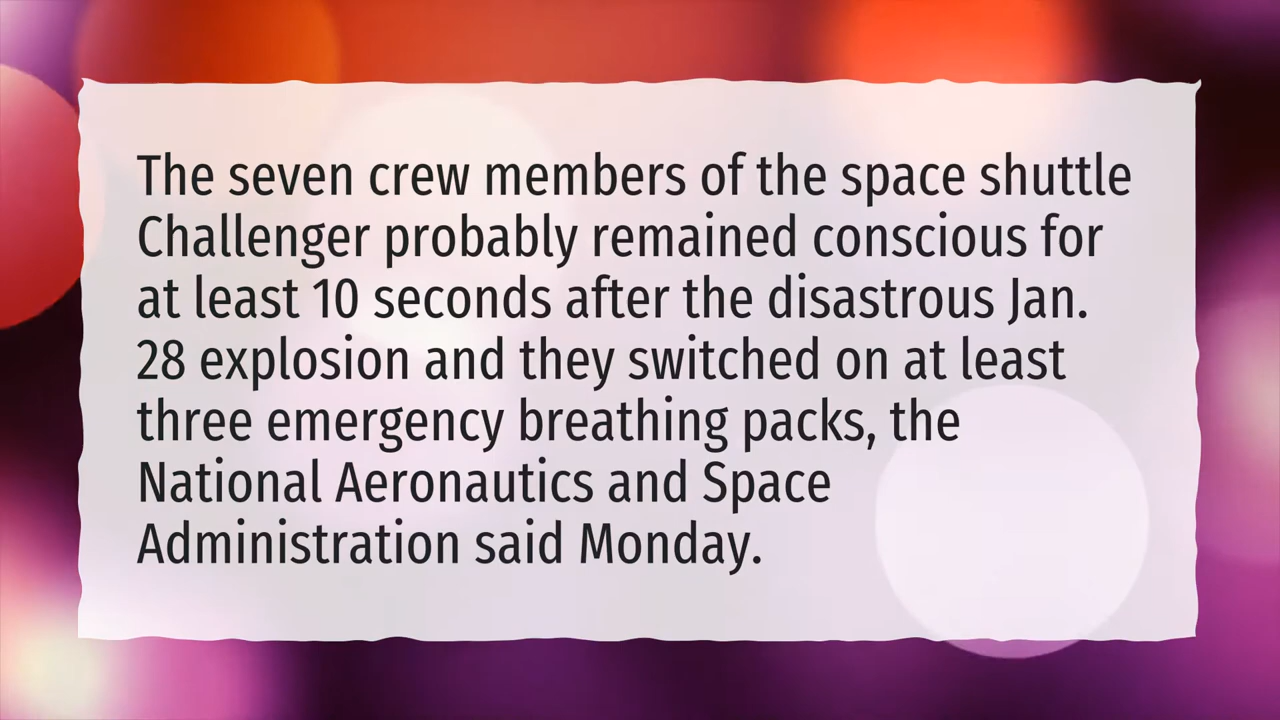 The seven crew members of the space shuttle
Challenger probably remained conscious for
at least 10 seconds after the disastrous Jan.
28 explosion and they switched on at least
three emergency breathing packs, the
National Aeronautics and Space
Administration said Monday.